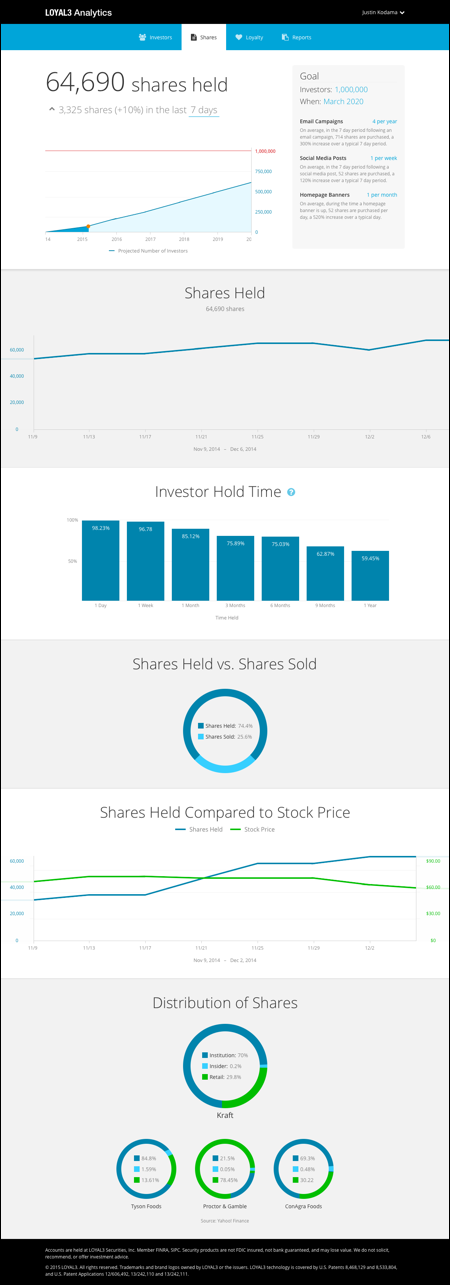 LOYAL3 Analytics
Justin Kodama
Investors Shares Loyalty Reports
64,690 shares held
3,325 shares (+10%) in the last 7 days
Goal
Investors: 1,000,000
When: March 2020
Email Campaigns 4 per year
On average, in the 7 day period following an
email campaign, 714 shares are purchased, a
300% increase over a typical 7 day period.
Social Media Posts 1 per week
On average, in the 7 day period following a
social media post, 52 shares are purchased, a
120% increase over a typical 7 day period.
Homepage Banners 1 per month
On average, during the time a homepage
banner is up, 52 shares are purchased per
day, a 520% increase over a typical day.
1,000,000
750,000
500,000
250,000
0
14 2015 2016 2017 2018 2019 20
Projected Number of Investors
Shares Held
64,690 shares
60,000
40,000
20,000
0
11/9 11/13 11/17 11/21 11/25 11/29 12/2 12/6
Nov 9, 2014 – Dec 6, 2014
Investor Hold Time ?
100%
50%
98.23% 96.78 85.12% 75.89% 75.03% 62.87% 59.45%
1 Day 1 Week 1 Month 3 Months 6 Months 9 Months 1 Year
Time Held
Shares Held vs. Shares Sold
Shares Held: 74.4%
Shares Sold: 25.6%
Shares Held Compared to Stock Price
Shares Held Stock Price
60,000 $90.00
40,000 $60.00
20,000 $30.00
0 $0
11/9 11/13 11/17 11/21 11/25 11/29 12/2
Nov 9, 2014 – Dec 2, 2014
Distribution of Shares
Institution: 70%
Insider: 0.2%
Retail: 29.8%
Kraft
84.8%
1.59%
13.61%
Tyson Foods
21.5%
0.05%
78.45%
Proctor & Gamble
69.3%
0.48%
30.22
ConAgra Foods
Source: Yahoo! Finance
Accounts are held at LOYAL3 Securities, Inc. Member FINRA, SIPC. Security products are not FDIC insured, not bank guaranteed, and may lose value. We do not solicit,
recommend, or offer investment advice.
© 2015 LOYAL3. All rights reserved. Trademarks and brand logos owned by LOYAL3 or the issuers. LOYAL3 technology is covered by U.S. Patents 8,468,129 and 8,533,804,
and U.S. Patent Applications 12/606,492, 13/242,110 and 13/242,111.